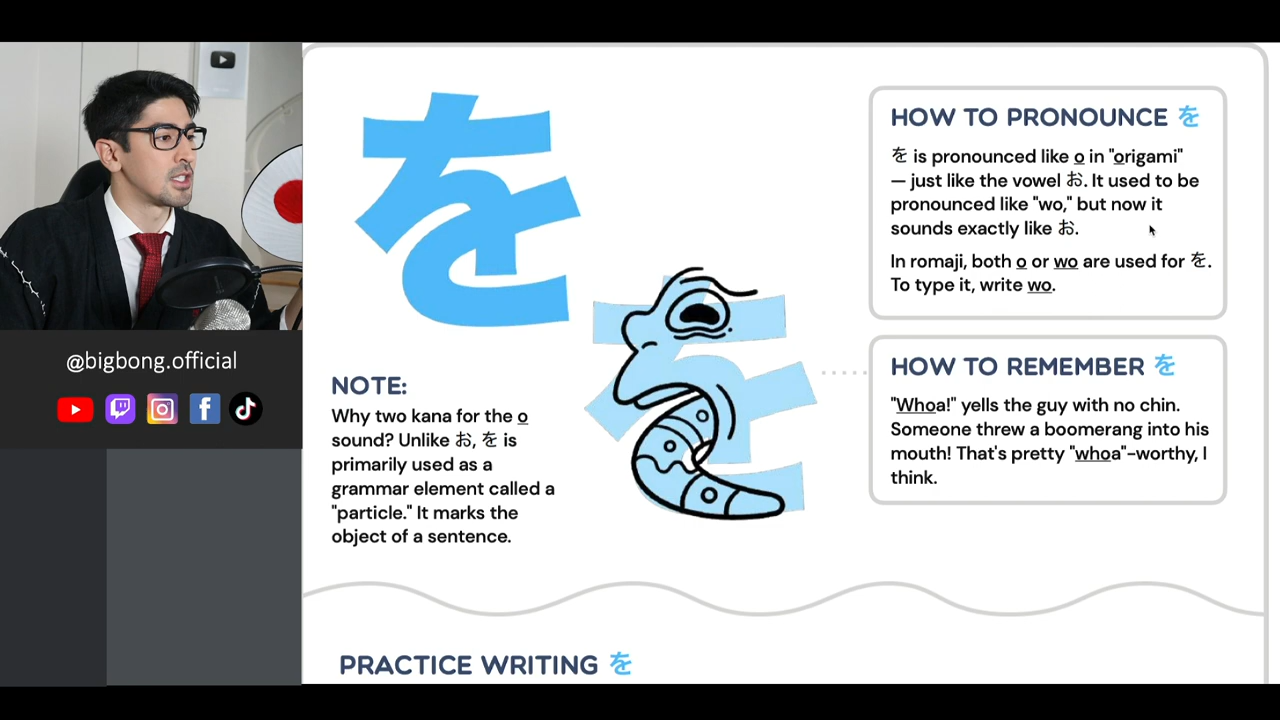 を
HOW TO PRONOUNCE を
を is pronounced like o in "origami"
— just like the vowel お. It used to be
pronounced like "wo," but now it
sounds exactly like お.
In romaji, both o or wo are used for を.
To type it, write wo.
@bigbong.official
NOTE:
Why two kana for the o
sound? Unlike お, を is
primarily used as a
grammar element called a
"particle." It marks the
object of a sentence.
を
HOW TO REMEMBER を
"Whoa!" yells the guy with no chin.
Someone threw a boomerang into his
mouth! That's pretty "whoa"-worthy, I
think.
PRACTICE WRITING を